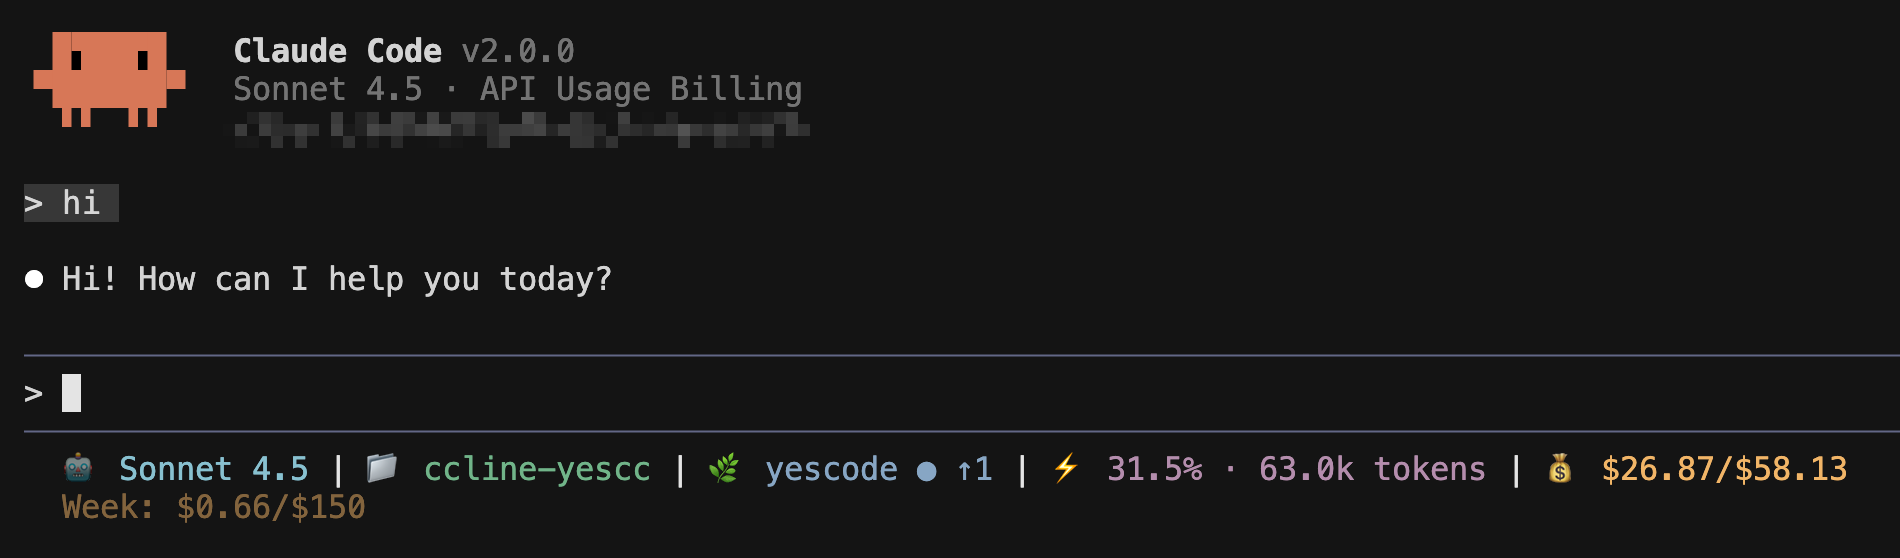 Claude Code v2.0.0
Sonnet 4.5 · API Usage Billing
> hi
● Hi! How can I help you today?
>
🤖 Sonnet 4.5 | 📁 ccline-yescc | 🌿 yescode ● ↑1 | ⚡ 31.5% · 63.0k tokens | 💰 $26.87/$58.13
Week: $0.66/$150